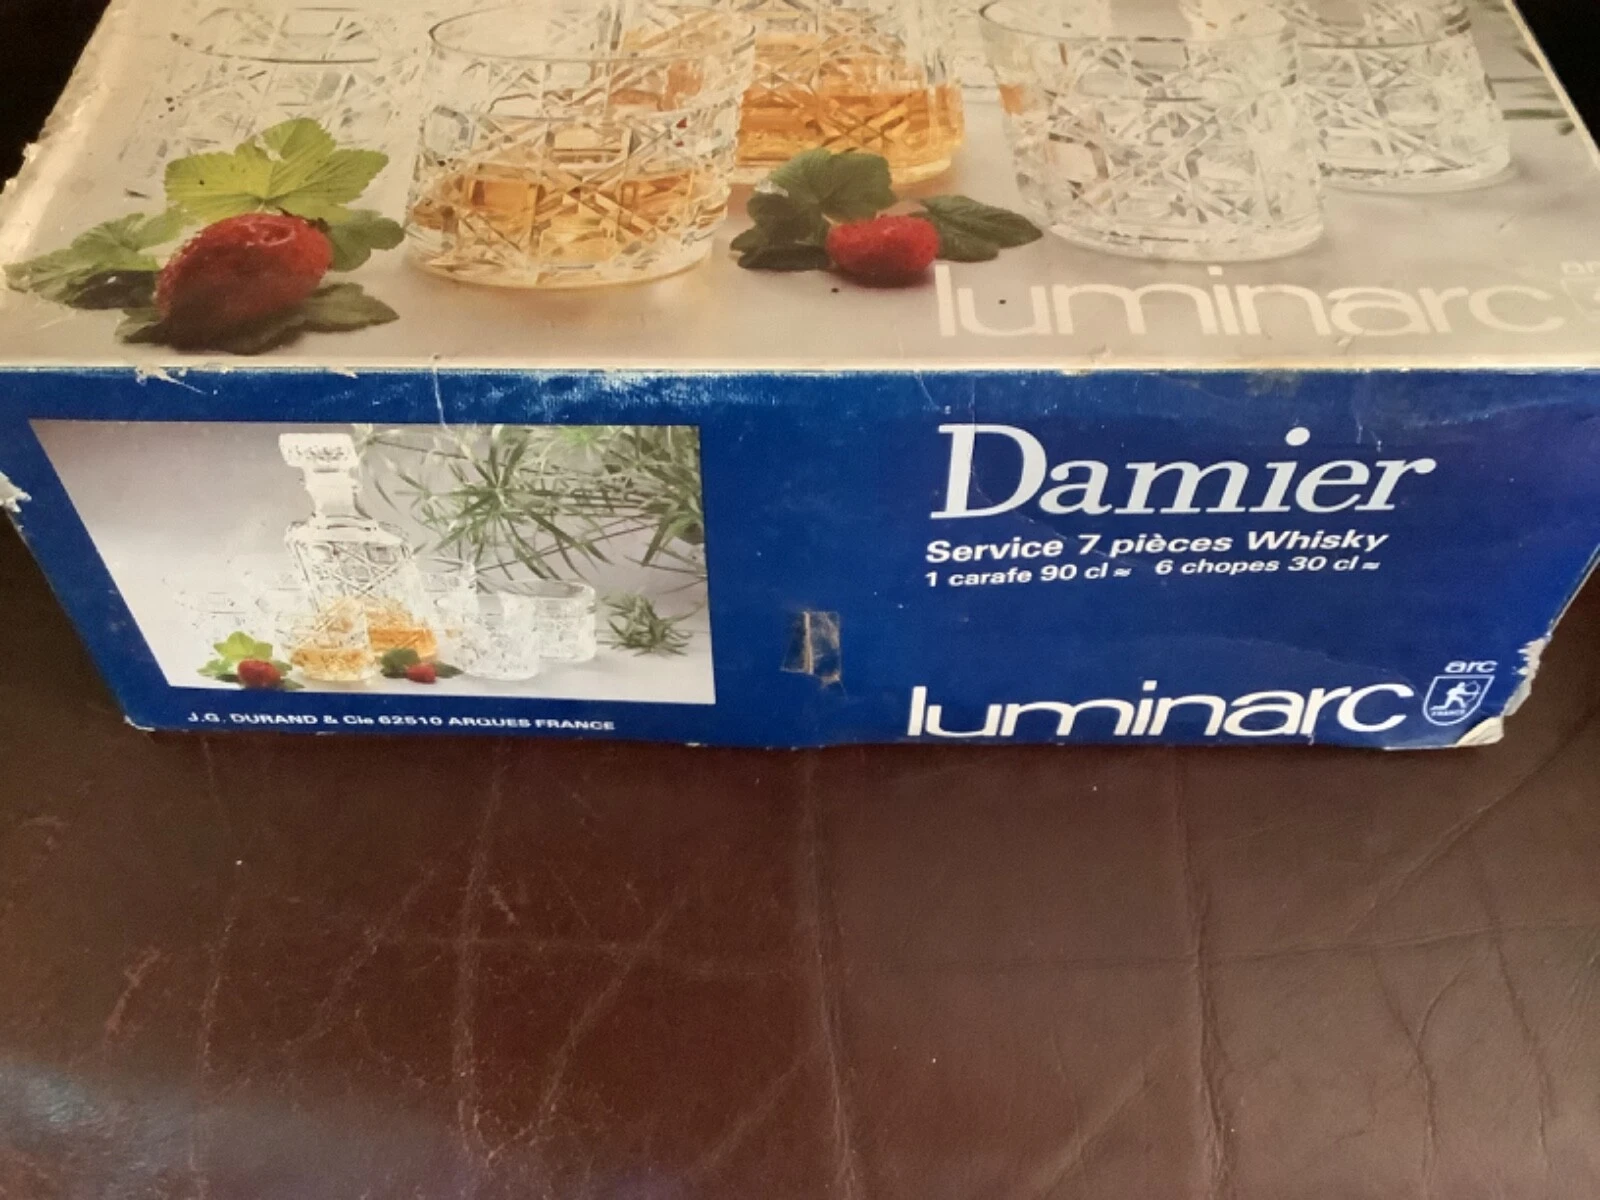 luminarc
Damier
Service 7 pièces Whisky
1 carafe 90 cl ≈ 6 chopes 30 cl ≈
arc
luminarc
FRANCE
J.G. DURAND & Cie 62510 ARQUES FRANCE